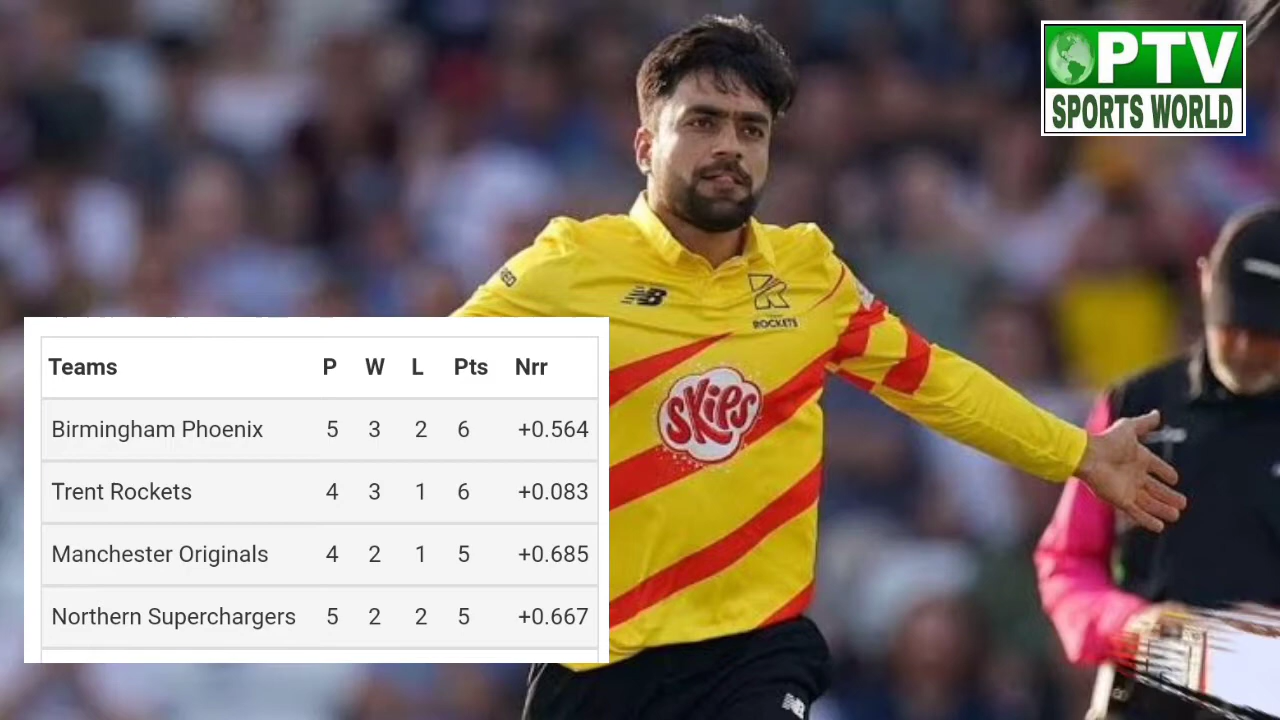 PTV
SPORTS WORLD
NB
R
ROCKETS
SKIPS
Teams P W L Pts Nrr
Birmingham Phoenix 5 3 2 6 +0.564
Trent Rockets 4 3 1 6 +0.083
Manchester Originals 4 2 1 5 +0.685
Northern Superchargers 5 2 2 5 +0.667
NB